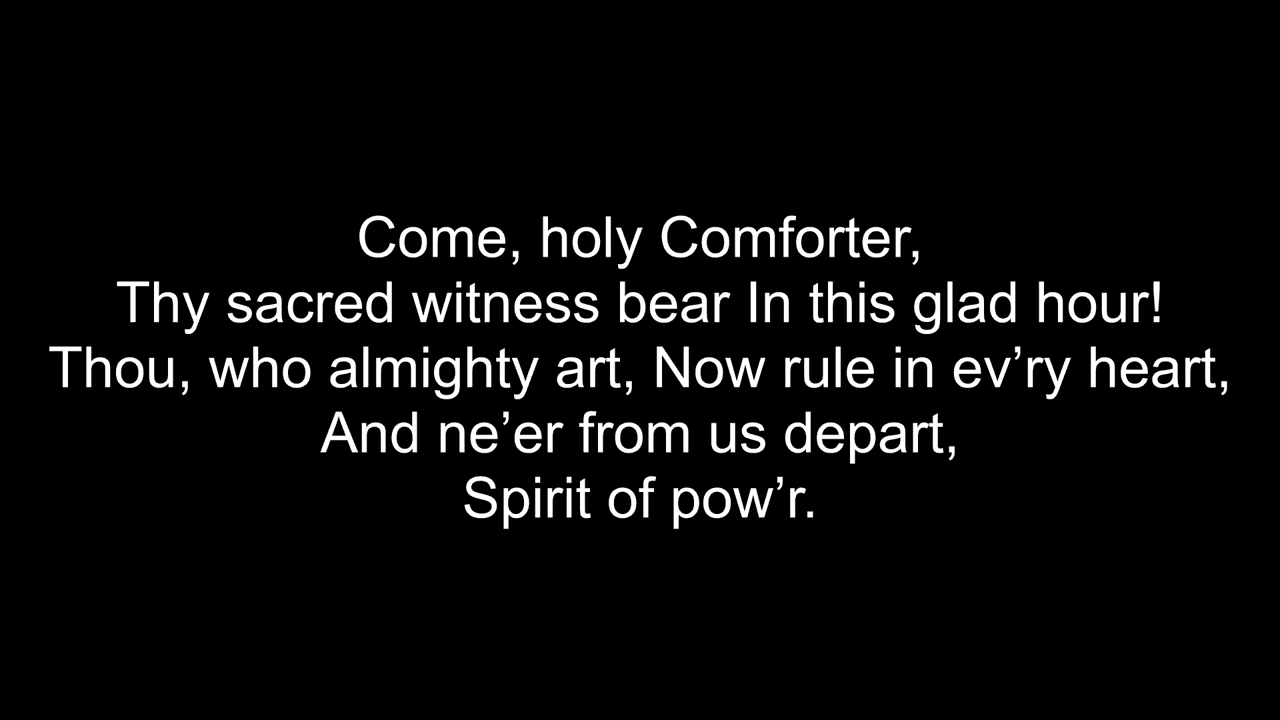 Come, holy Comforter,
Thy sacred witness bear In this glad hour!
Thou, who almighty art, Now rule in ev’ry heart,
And ne’er from us depart,
Spirit of pow’r.